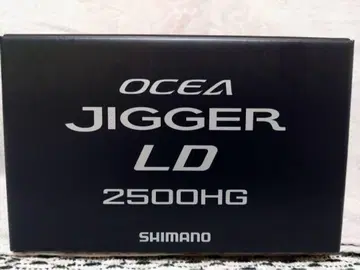 OCEA
JIGGER
LD
2500HG
SHIMANO